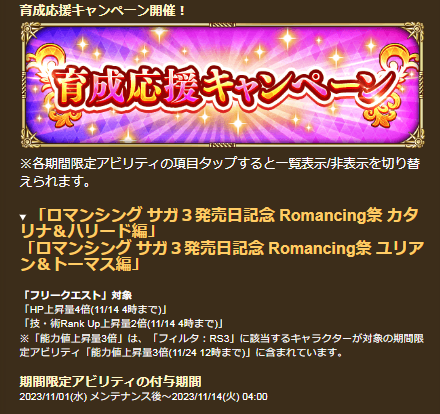 育成応援キャンペーン開催！
育成応援キャンペーン
※各期間限定アビリティの項目タップすると一覧表示/非表示を切り替
えられます。
▼「ロマンシング サガ３発売日記念 Romancing祭 カタ
リナ＆ハリード編」
「ロマンシング サガ３発売日記念 Romancing祭 ユリア
ン＆トーマス編」
「フリークエスト」対象
「HP上昇量4倍(11/14 4時まで)」
「技・術Rank Up上昇量2倍(11/14 4時まで)」
※「能力値上昇量3倍」は、「フィルタ：RS3」に該当するキャラクターが対象の期間限
定アビリティ「能力値上昇量3倍(11/24 12時まで)」に含まれています。
期間限定アビリティの付与期間
2023/11/01(水) メンテナンス後～2023/11/14(火) 04:00